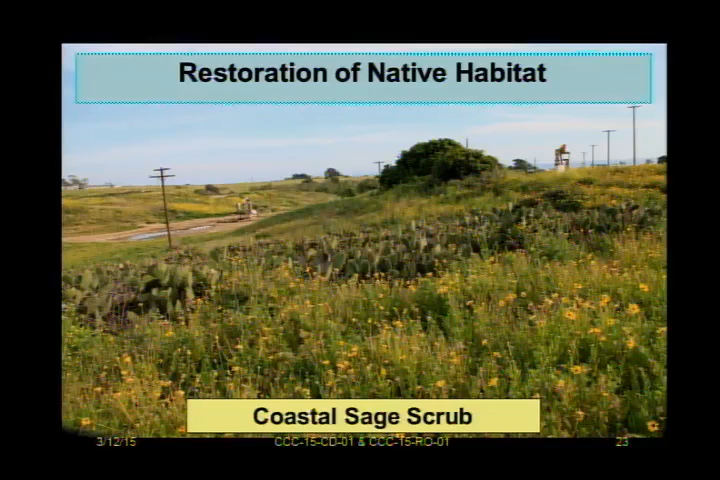 Restoration of Native Habitat
Coastal Sage Scrub
3/12/15 CCC-15-CD-01 & CCC-15-RO-01 23